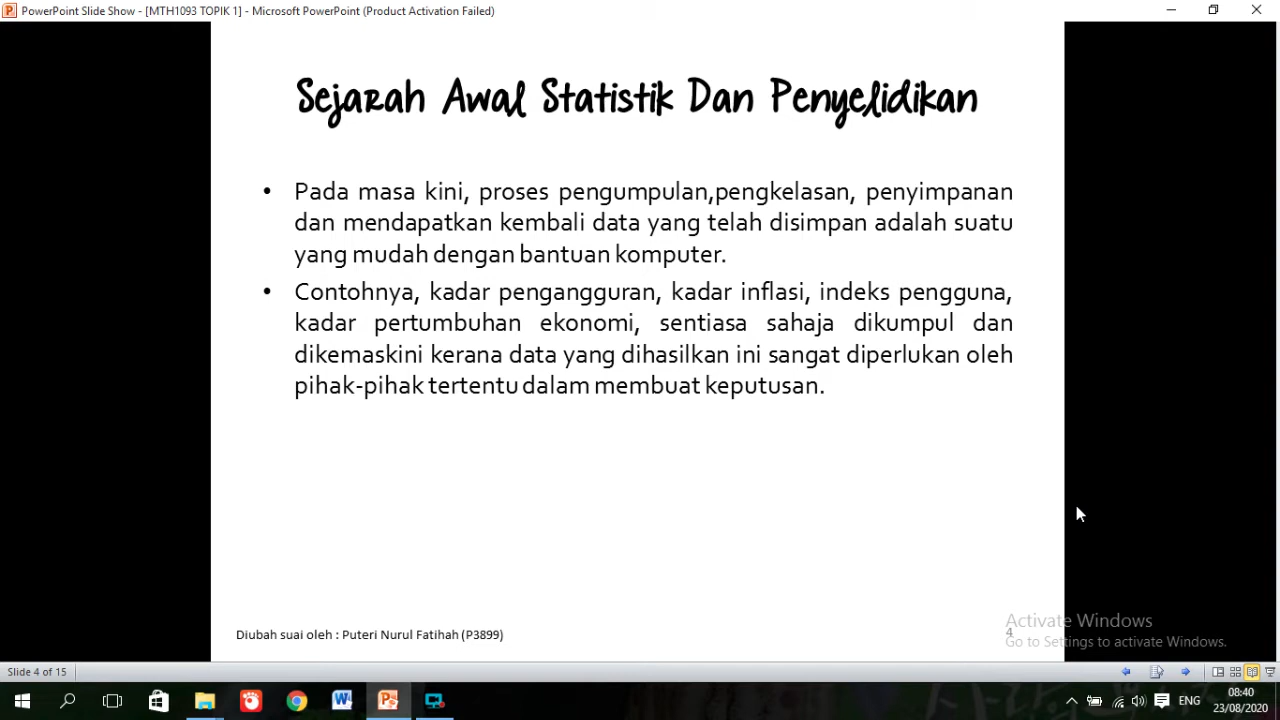 PowerPoint Slide Show - [MTH1093 TOPIK 1] - Microsoft PowerPoint (Product Activation Failed)
Sejarah Awal Statistik Dan Penyelidikan
• Pada masa kini, proses pengumpulan,pengkelasan, penyimpanan
dan mendapatkan kembali data yang telah disimpan adalah suatu
yang mudah dengan bantuan komputer.
• Contohnya, kadar pengangguran, kadar inflasi, indeks pengguna,
kadar pertumbuhan ekonomi, sentiasa sahaja dikumpul dan
dikemaskini kerana data yang dihasilkan ini sangat diperlukan oleh
pihak-pihak tertentu dalam membuat keputusan.
Diubah suai oleh : Puteri Nurul Fatihah (P3899)
4
Activate Windows
Go to Settings to activate Windows.
Slide 4 of 15
ENG
08:40
23/08/2020